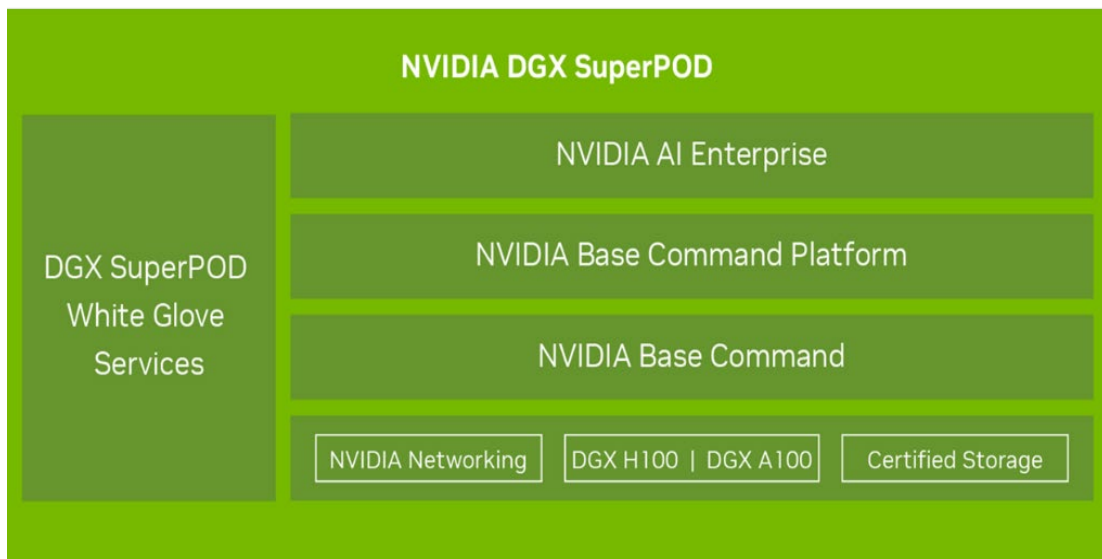 NVIDIA DGX SuperPOD
DGX SuperPOD
White Glove
Services
NVIDIA AI Enterprise
NVIDIA Base Command Platform
NVIDIA Base Command
NVIDIA Networking
DGX H100 | DGX A100
Certified Storage